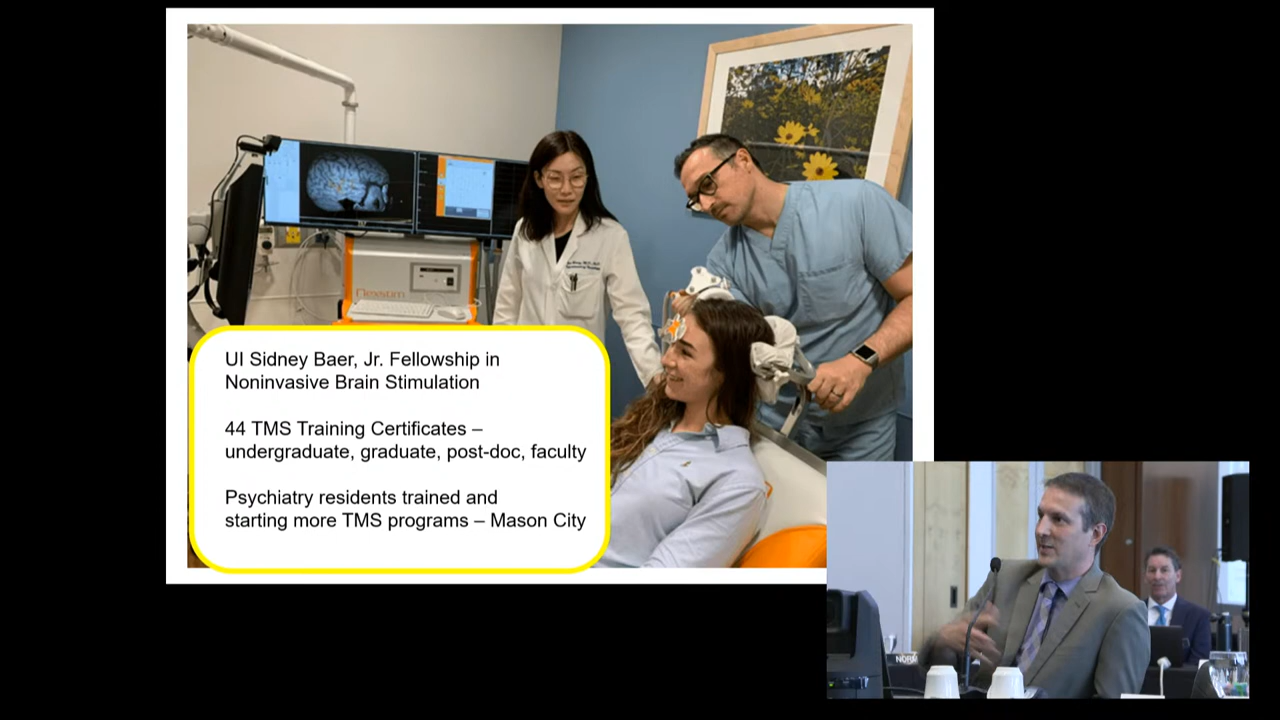 UI Sidney Baer, Jr. Fellowship in
Noninvasive Brain Stimulation
44 TMS Training Certificates –
undergraduate, graduate, post-doc, faculty
Psychiatry residents trained and
starting more TMS programs – Mason City